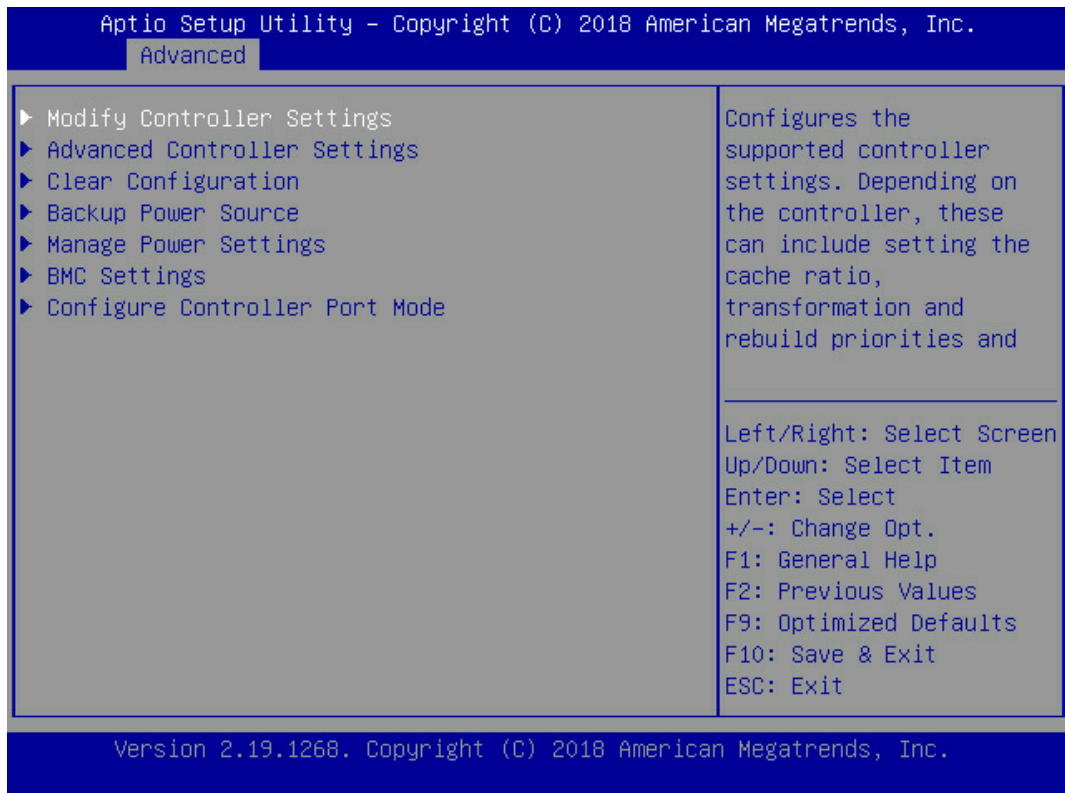 Aptio Setup Utility – Copyright (C) 2018 American Megatrends, Inc.
Advanced
Modify Controller Settings
Advanced Controller Settings
Clear Configuration
Backup Power Source
Manage Power Settings
BMC Settings
Configure Controller Port Mode
Configures the
supported controller
settings. Depending on
the controller, these
can include setting the
cache ratio,
transformation and
rebuild priorities and
Left/Right: Select Screen
Up/Down: Select Item
Enter: Select
+/-: Change Opt.
F1: General Help
F2: Previous Values
F9: Optimized Defaults
F10: Save & Exit
ESC: Exit
Version 2.19.1268. Copyright (C) 2018 American Megatrends, Inc.